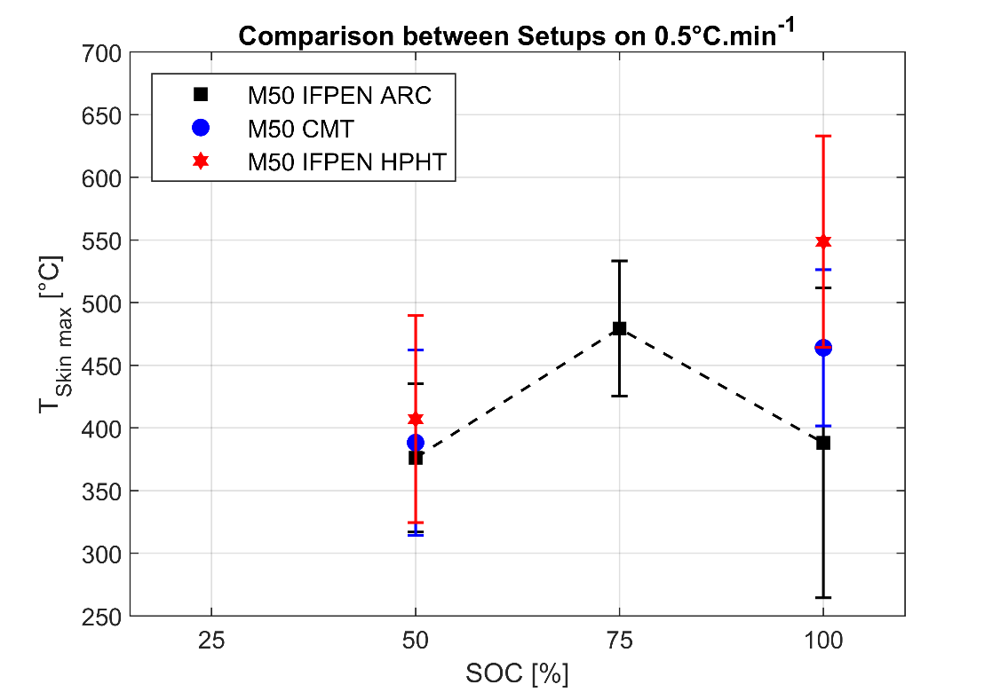 Comparison between Setups on 0.5°C.min⁻¹
700
M50 IFPEN ARC
M50 CMT
M50 IFPEN HPHT
650
600
550
500
450
400
350
300
250
T_Skin max [°C]
25 50 75 100
SOC [%]